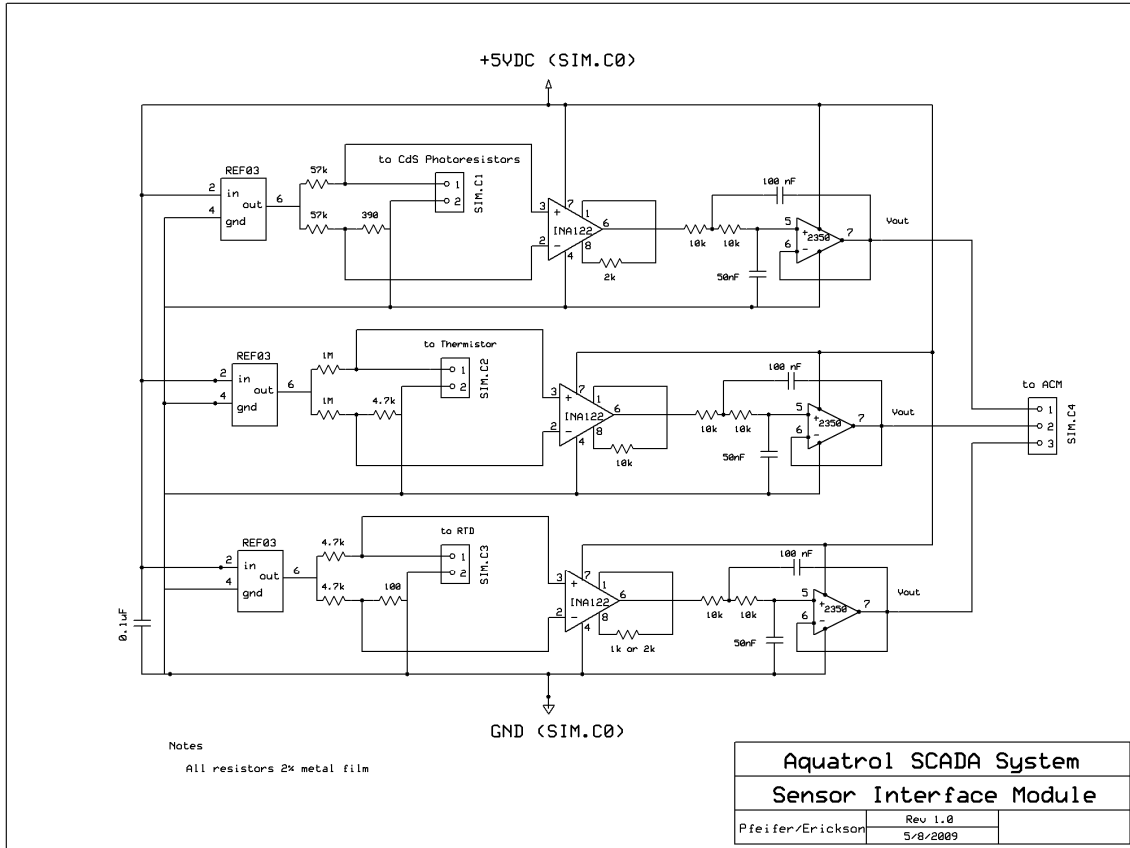 +5VDC (SIM.C0)
to CdS Photoresistors
REF03
2
in
out
6
4
gnd
57k
57k
390
1
2
SIM.C1
3
+
7
1
INA122
6
2
-
8
4
2k
10k
10k
100 nF
50nF
5
+
2350
7
6
-
Vout
to Thermistor
REF03
2
in
out
6
4
gnd
1M
1M
4.7k
1
2
SIM.C2
3
+
7
1
INA122
6
2
-
8
4
10k
10k
10k
100 nF
50nF
5
+
2350
7
6
-
Vout
to ACM
1
2
3
SIM.C4
to RTD
REF03
2
in
out
6
4
gnd
4.7k
4.7k
100
1
2
SIM.C3
3
+
7
1
INA122
6
2
-
8
4
1k or 2k
10k
10k
100 nF
50nF
5
+
2350
7
6
-
Vout
0.1uF
GND (SIM.C0)
Notes
All resistors 2% metal film
Aquatrol SCADA System
Sensor Interface Module
Pfeifer/Erickson
Rev 1.0
5/8/2009